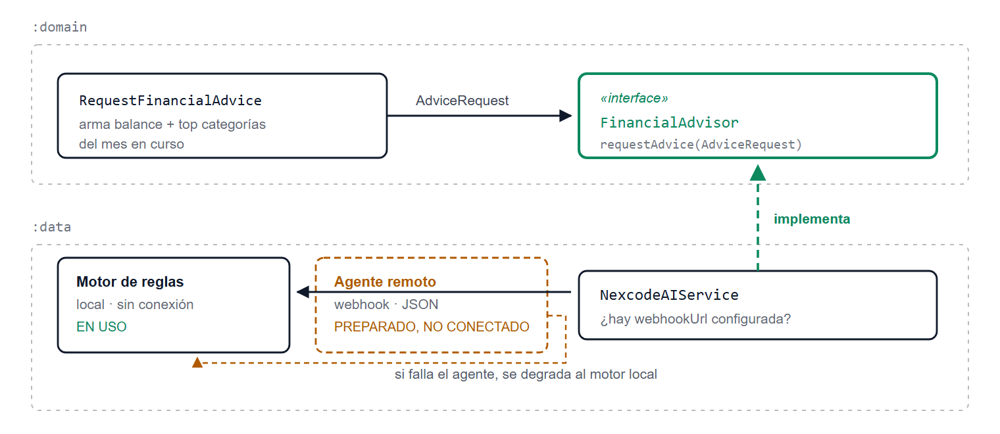 :domain
RequestFinancialAdvice
arma balance + top categorías
del mes en curso
AdviceRequest
«interface»
FinancialAdvisor
requestAdvice(AdviceRequest)
implementa
:data
Motor de reglas
local · sin conexión
EN USO
Agente remoto
webhook · JSON
PREPARADO, NO CONECTADO
NexcodeAIService
¿hay webhookUrl configurada?
si falla el agente, se degrada al motor local